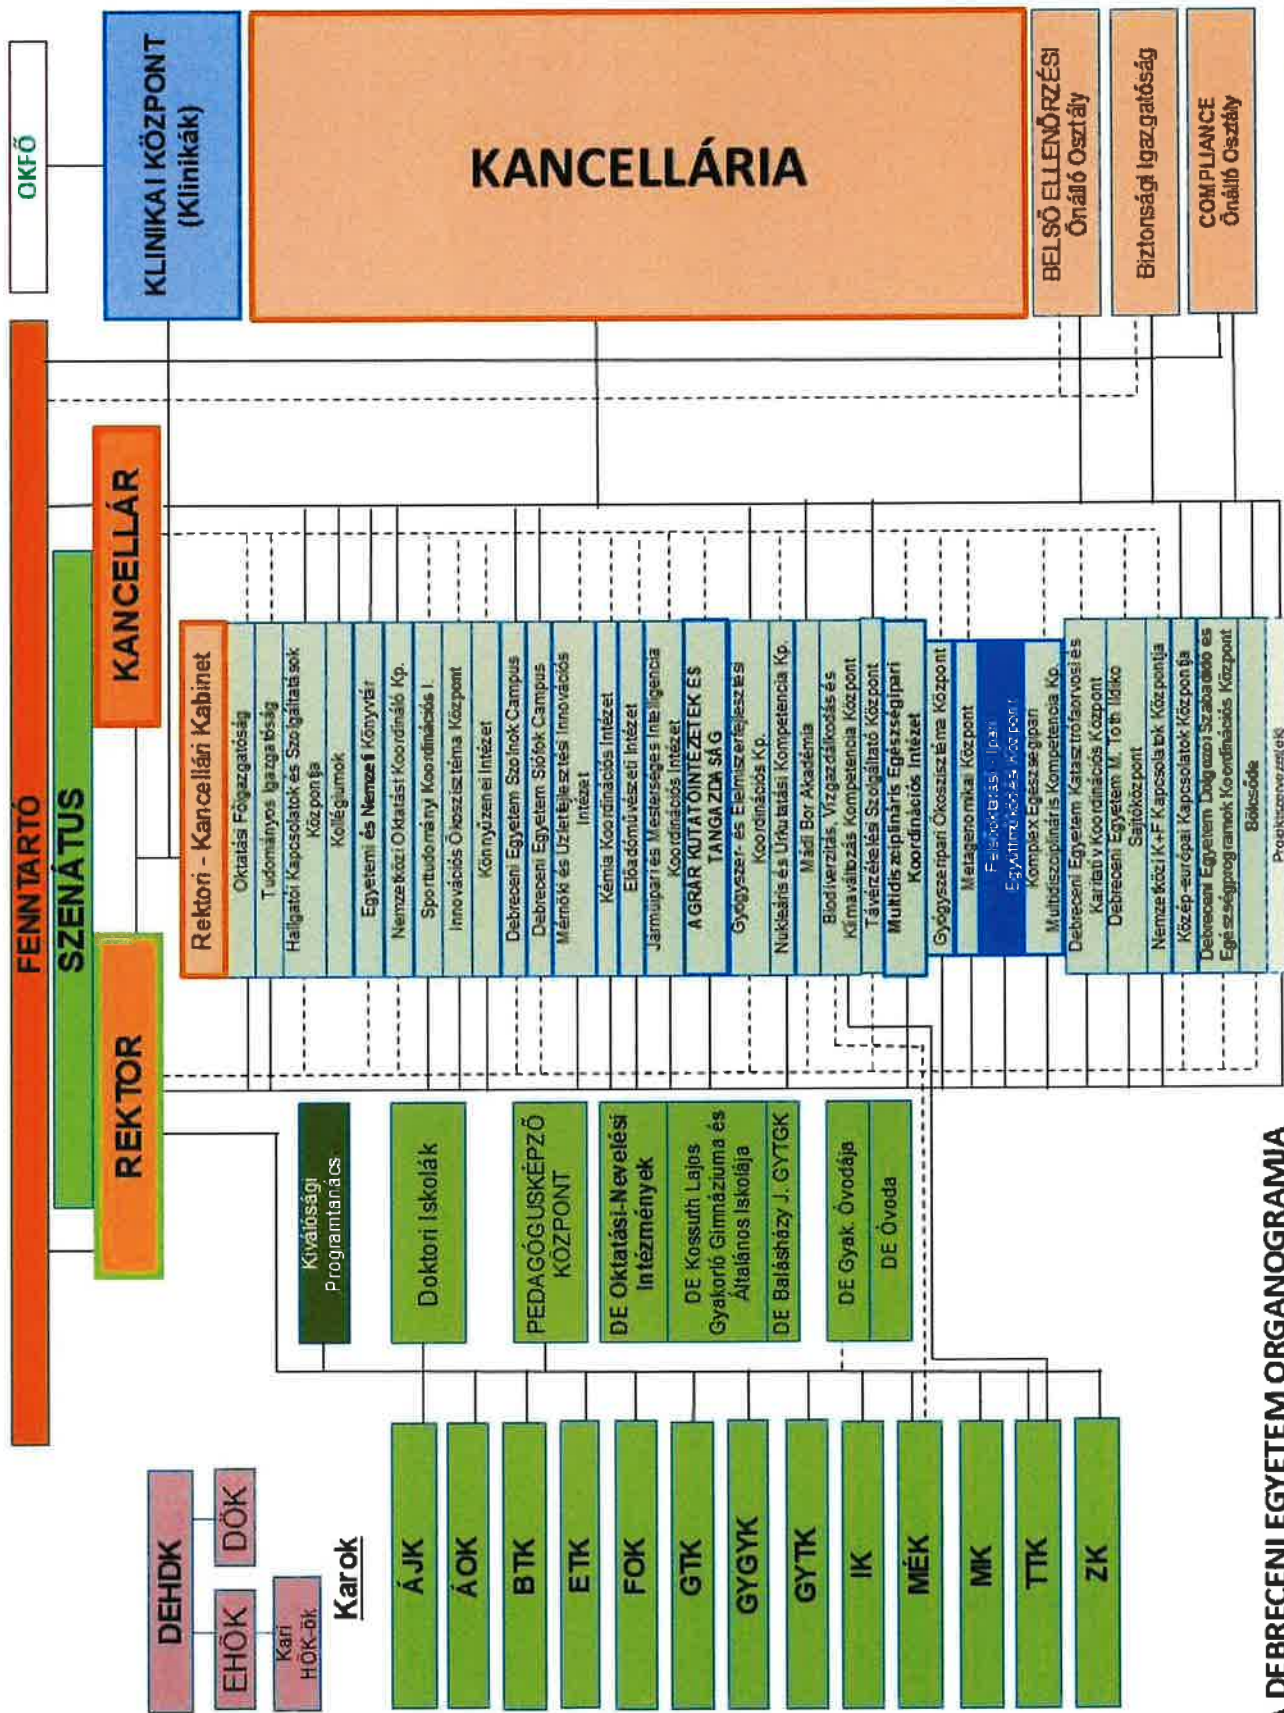 FENNTARTÓ
OKFŐ
SZENÁTUS
REKTOR
KANCELLÁR
KLINIKAI KÖZPONT
(Klinikák)
KANCELLÁRIA
BELSŐ ELLENŐRZÉSI
Önálló Osztály
Biztonsági Igazgatóság
COMPLIANCE
Önálló Osztály
Rektori - Kancellári Kabinet
Oktatási Főigazgatóság
Tudományos Igazgatóság
Hallgatói Kapcsolatok és Szolgáltatások
Központja
Kollégiumok
Egyetemi és Nemzeti Könyvtár
Nemzetközi Oktatást Koordináló Kp.
Sporttudományi Koordinációs I.
Innovációs Ökoszisztéma Központ
Könnyűzenei Intézet
Debreceni Egyetem Szolnok Campus
Debreceni Egyetem Siófok Campus
Mérnöki és Üzletfejlesztési Innovációs
Intézet
Kémia Koordinációs Intézet
Előadóművészeti Intézet
Járműipari és Mesterséges Intelligencia
Koordinációs Intézet
AGRÁR KUTATÓINTÉZETEK ÉS
TANGAZDASÁG
Gyógyszer- és Élelmiszerfejlesztési
Koordinációs Kp.
Nukleáris és Űrkutatási Kompetencia Kp.
Mádi Bor Akadémia
Biodiverzitás, Vízgazdálkodás és
Klímaváltozás Kompetencia Központ
Távérzékelési Szolgáltató Központ
Multidiszciplináris Egészségipari
Koordinációs Intézet
Gyógyszeripari Ökoszisztéma Központ
Metagenomikai Központ
Felsőoktatási - Ipari
Együttműködési Központ
Komplex Egészségipari
Multidiszciplináris Kompetencia Kp.
Debreceni Egyetem Katasztrófaorvosi és
Karitatív Koordinációs Központ
Debreceni Egyetem M. Tóth Ildikó
Sajtóközpont
Nemzetközi K+F Kapcsolatok Központja
Közép-európai Kapcsolatok Központja
Debreceni Egyetem Dolgozói Szabadidő és
Egészségprogramok Koordinációs Központ
Bölcsőde
Projektszervezetek
Kiválósági
Programtanács
Doktori Iskolák
PEDAGÓGUSKÉPZŐ
KÖZPONT
DE Oktatási-Nevelési
Intézmények
DE Kossuth Lajos
Gyakorló Gimnáziuma és
Általános Iskolája
DE Balásházy J. GYTGK
DE Gyak. Óvodája
DE Óvoda
DEHDK
EHÖK
DÖK
Kari
HÖK-ök
Karok
ÁJK
ÁOK
BTK
ETK
FOK
GTK
GYGYK
GYTK
IK
MÉK
MK
TTK
ZK
A DEBRECENI EGYETEM ORGANOGRAMJA